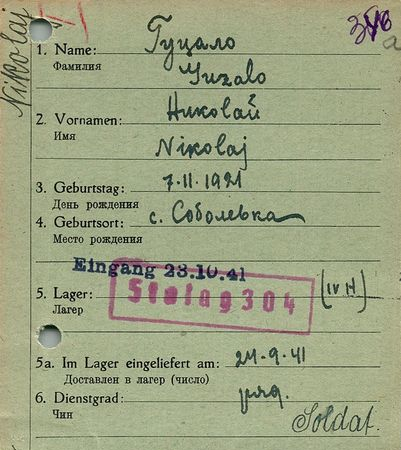 Nikolaj
1. Name: Гуцало
Фамилия Guzalo
2. Vornamen: Николай
Имя Nikolaj
3. Geburtstag: 7.11.1921
День рождения
4. Geburtsort: с. Соболевка
Место рождения
Eingang 23.10.41
5. Lager: Stalag 304 (IV H)
Лагер
5a. Im Lager eingeliefert am: 24.9.41
Доставлен в лагер (число)
6. Dienstgrad: ряд.
Чин Soldat.